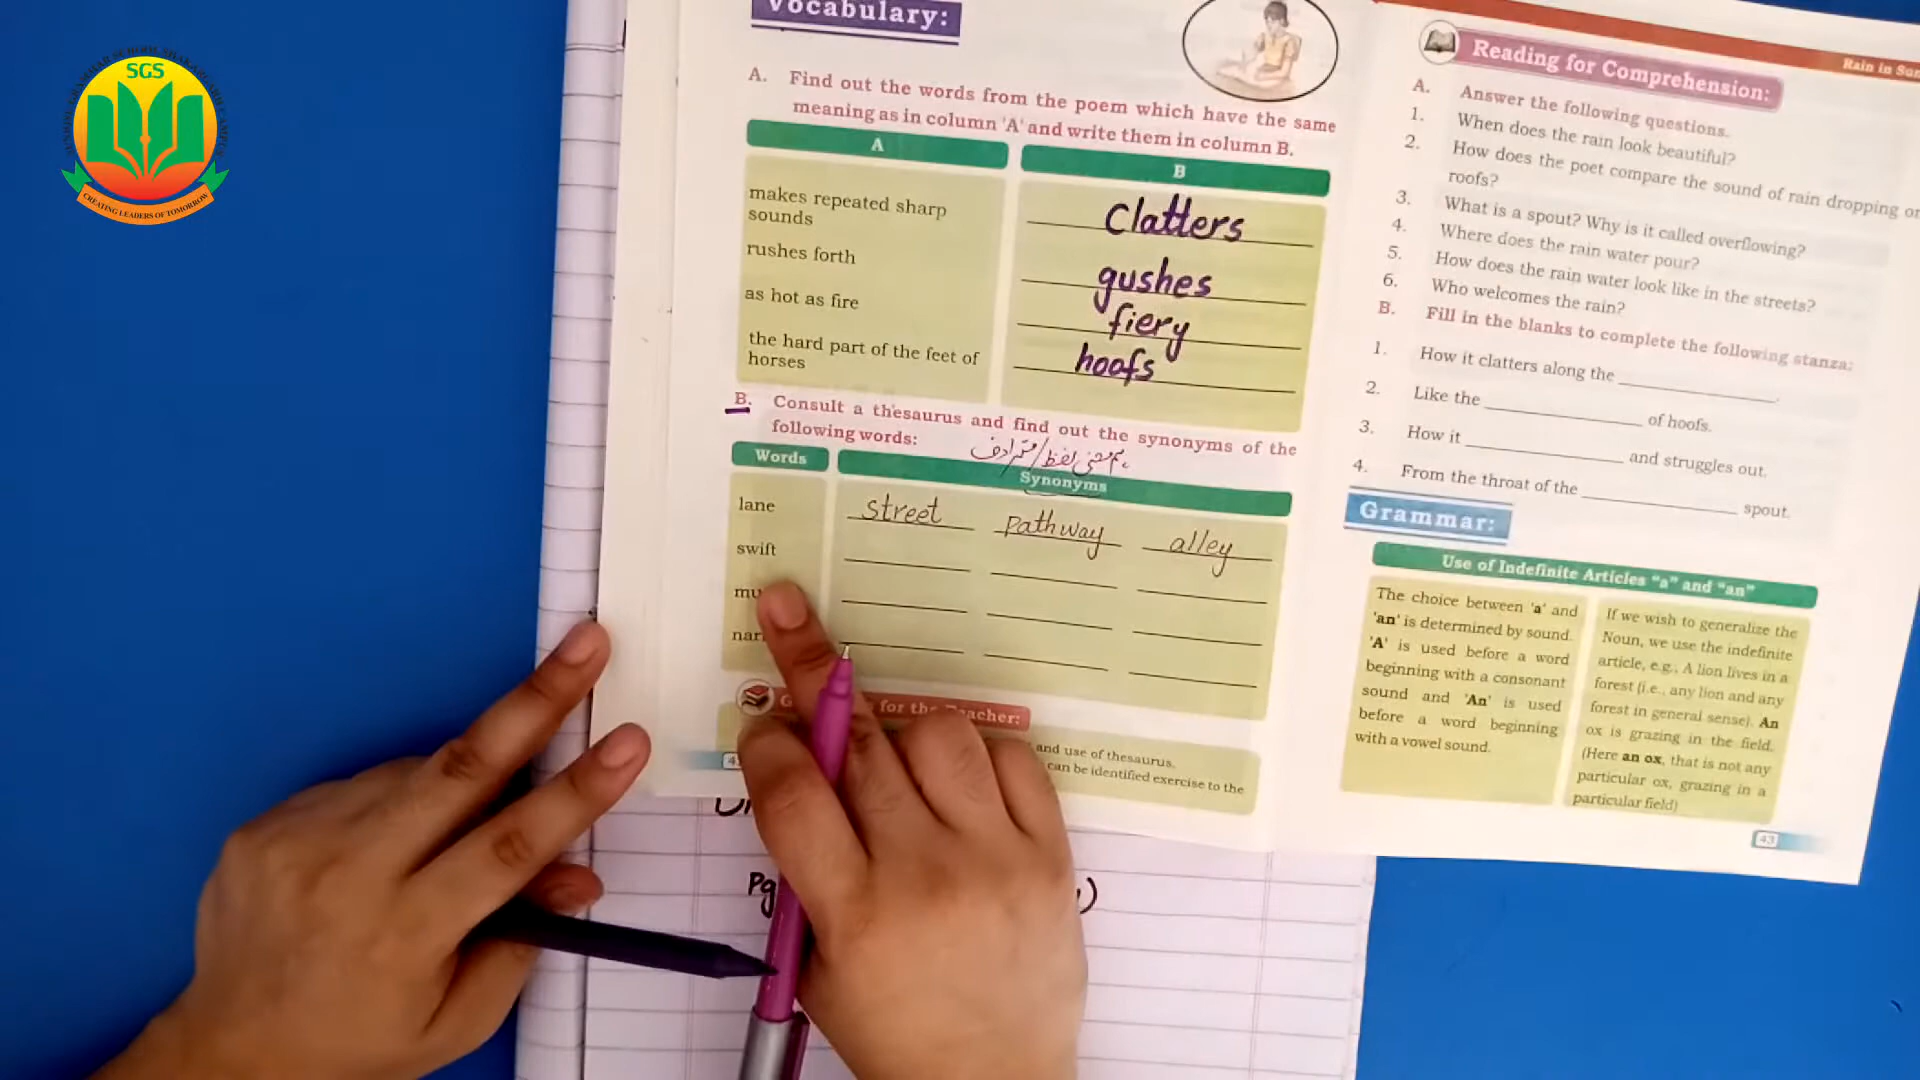 SGS
CREATING LEADERS OF TOMORROW
Vocabulary:
A. Find out the words from the poem which have the same
meaning as in column 'A' and write them in column B.
A
B
makes repeated sharp
sounds
Clatters
rushes forth
gushes
as hot as fire
fiery
the hard part of the feet of
horses
hoofs
B. Consult a thesaurus and find out the synonyms of the
following words:
ہم معنی لفظ/مترادف
Words
Synonyms
lane street pathway alley
swift
for the Teacher:
and use of thesaurus.
can be identified exercise to the
Pg
Rain in
Reading for Comprehension:
A. Answer the following questions.
1. When does the rain look beautiful?
2. How does the poet compare the sound of rain dropping on
roofs?
3. What is a spout? Why is it called overflowing?
4. Where does the rain water pour?
5. How does the rain water look like in the streets?
6. Who welcomes the rain?
B. Fill in the blanks to complete the following stanza:
1. How it clatters along the
2. Like the of hoofs.
3. How it and struggles out.
4. From the throat of the spout.
Grammar:
Use of Indefinite Articles "a" and "an"
The choice between 'a' and
'an' is determined by sound.
'A' is used before a word
beginning with a consonant
sound and 'An' is used
before a word beginning
with a vowel sound.
If we wish to generalize the
Noun, we use the indefinite
article, e.g., A lion lives in a
forest (i.e., any lion and any
forest in general sense). An
ox is grazing in the field.
(Here an ox, that is not any
particular ox, grazing in a
particular field)
43